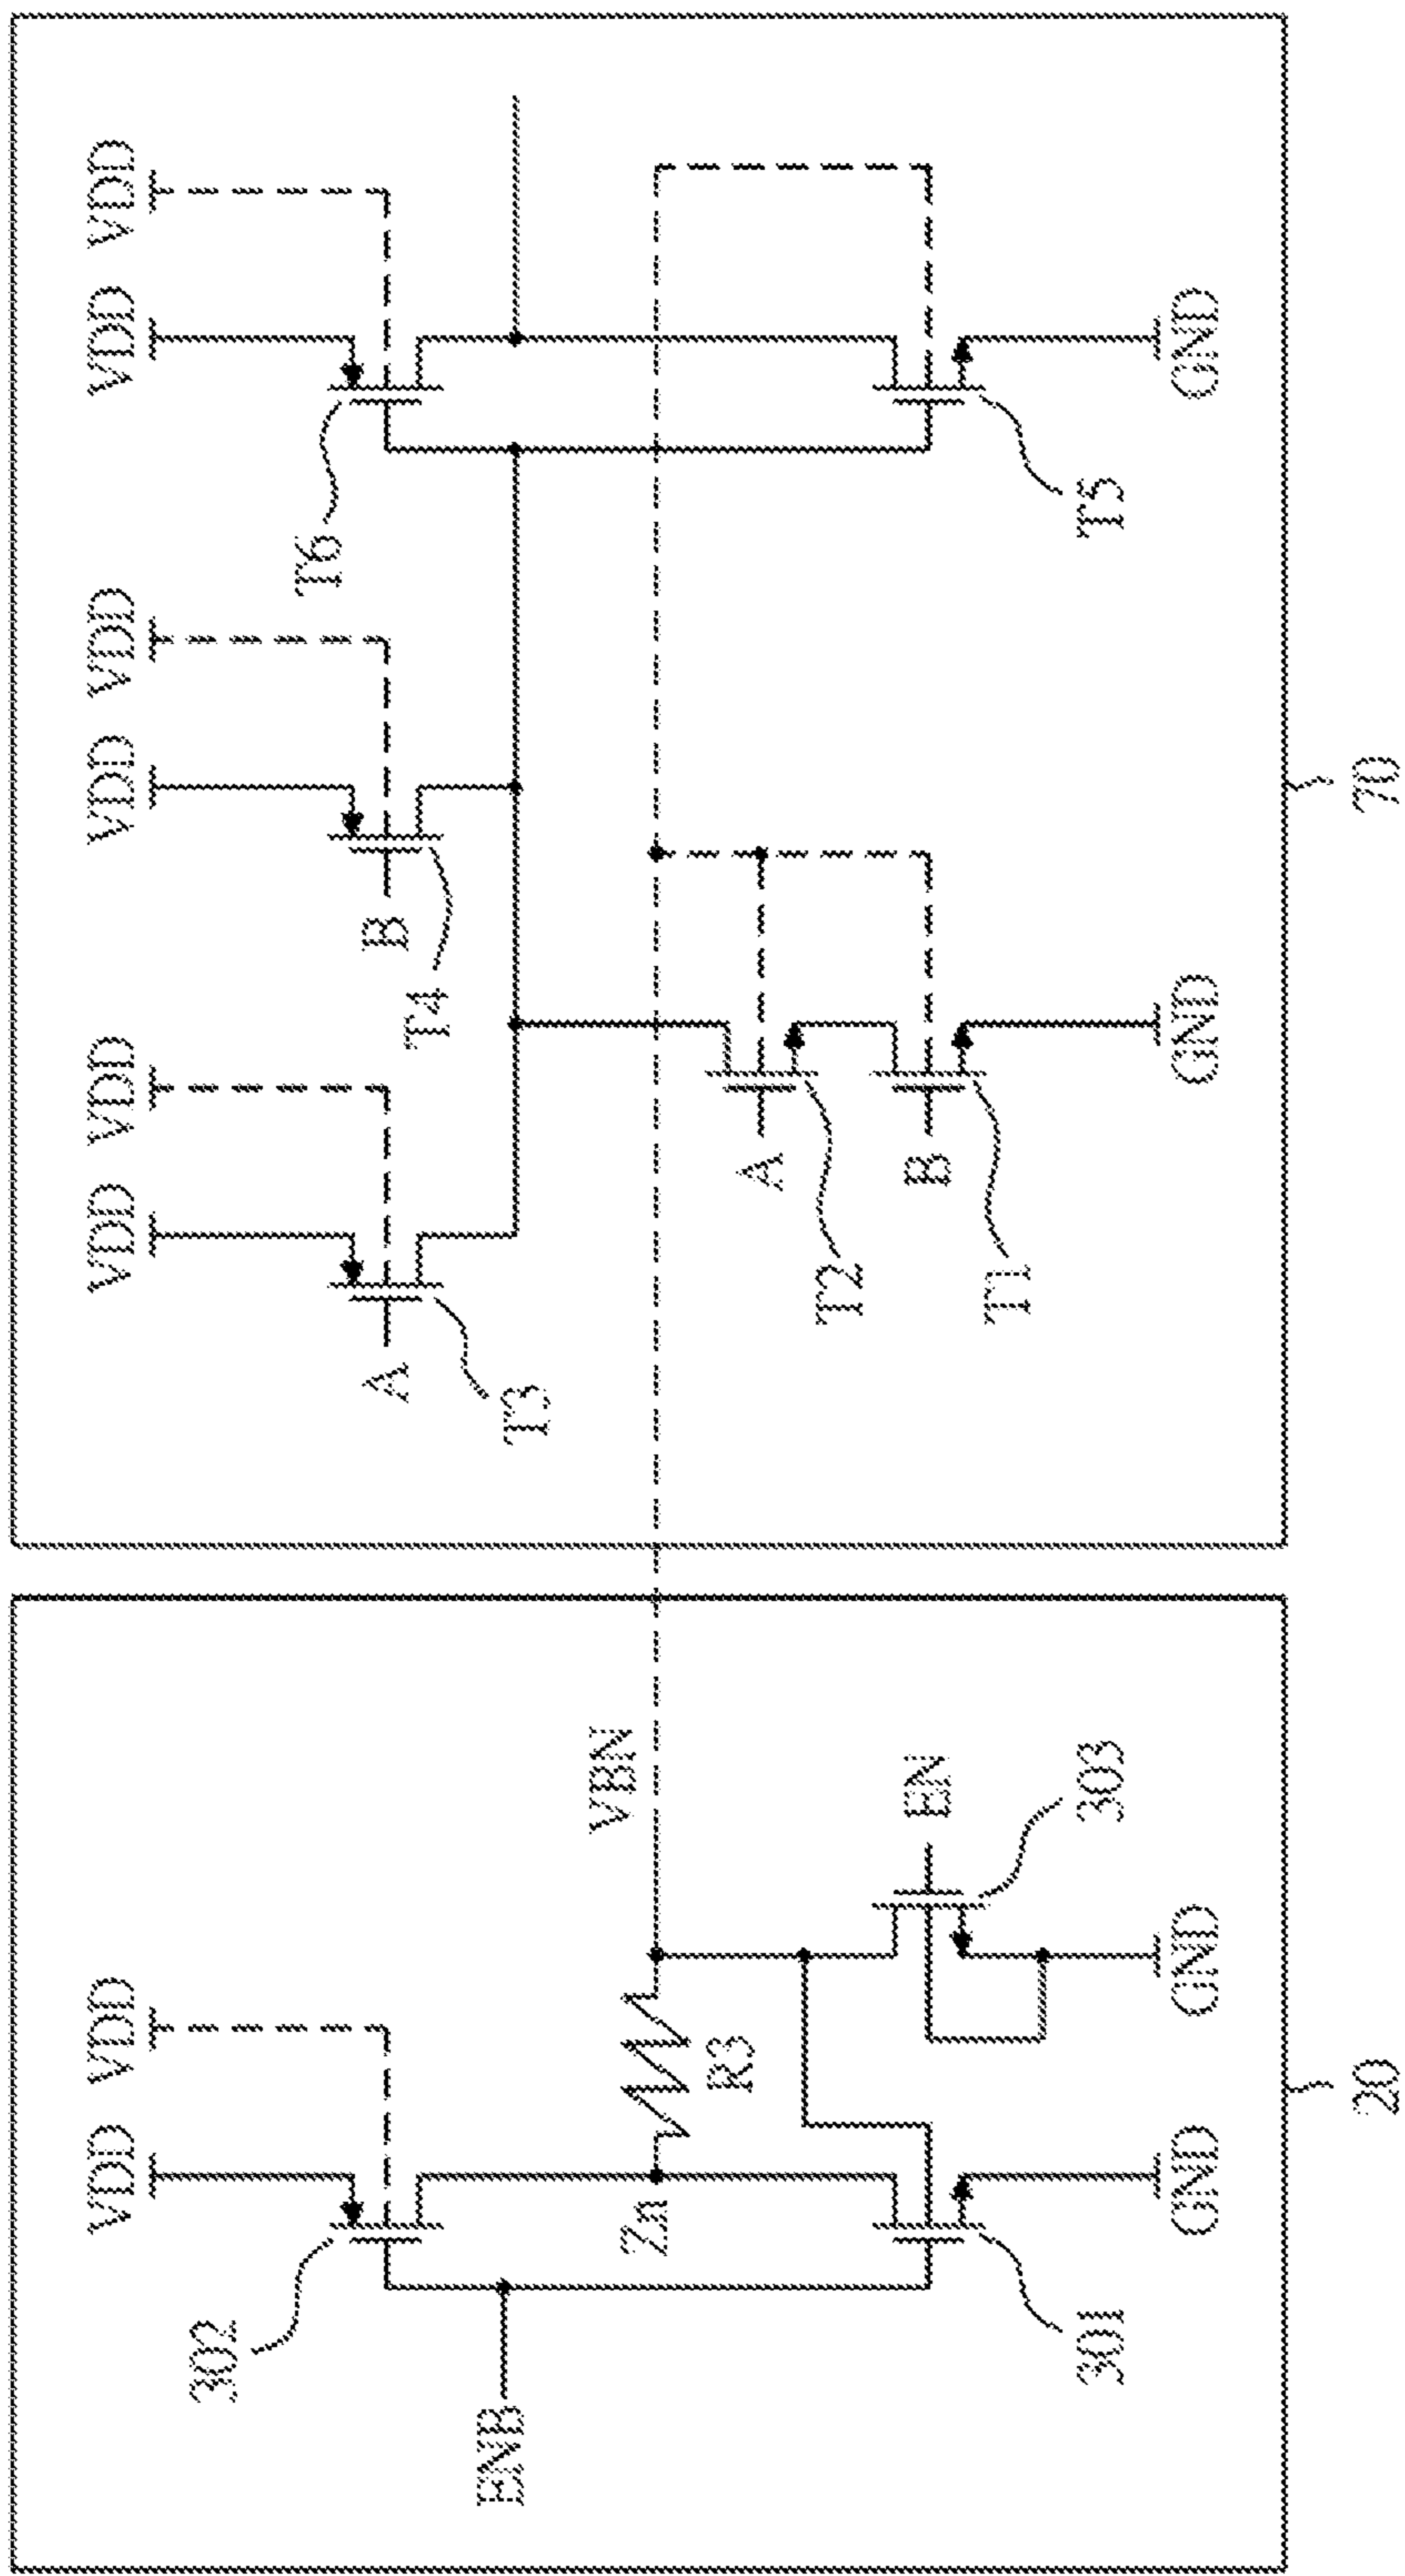 VDD VDD VDD VDD VDD VDD VDD VDD
302
T6
A B
T4
ENB T3
VBN
Zn
R3
A
T2
EN B
T1
301 303 T5
GND GND GND GND
20 70